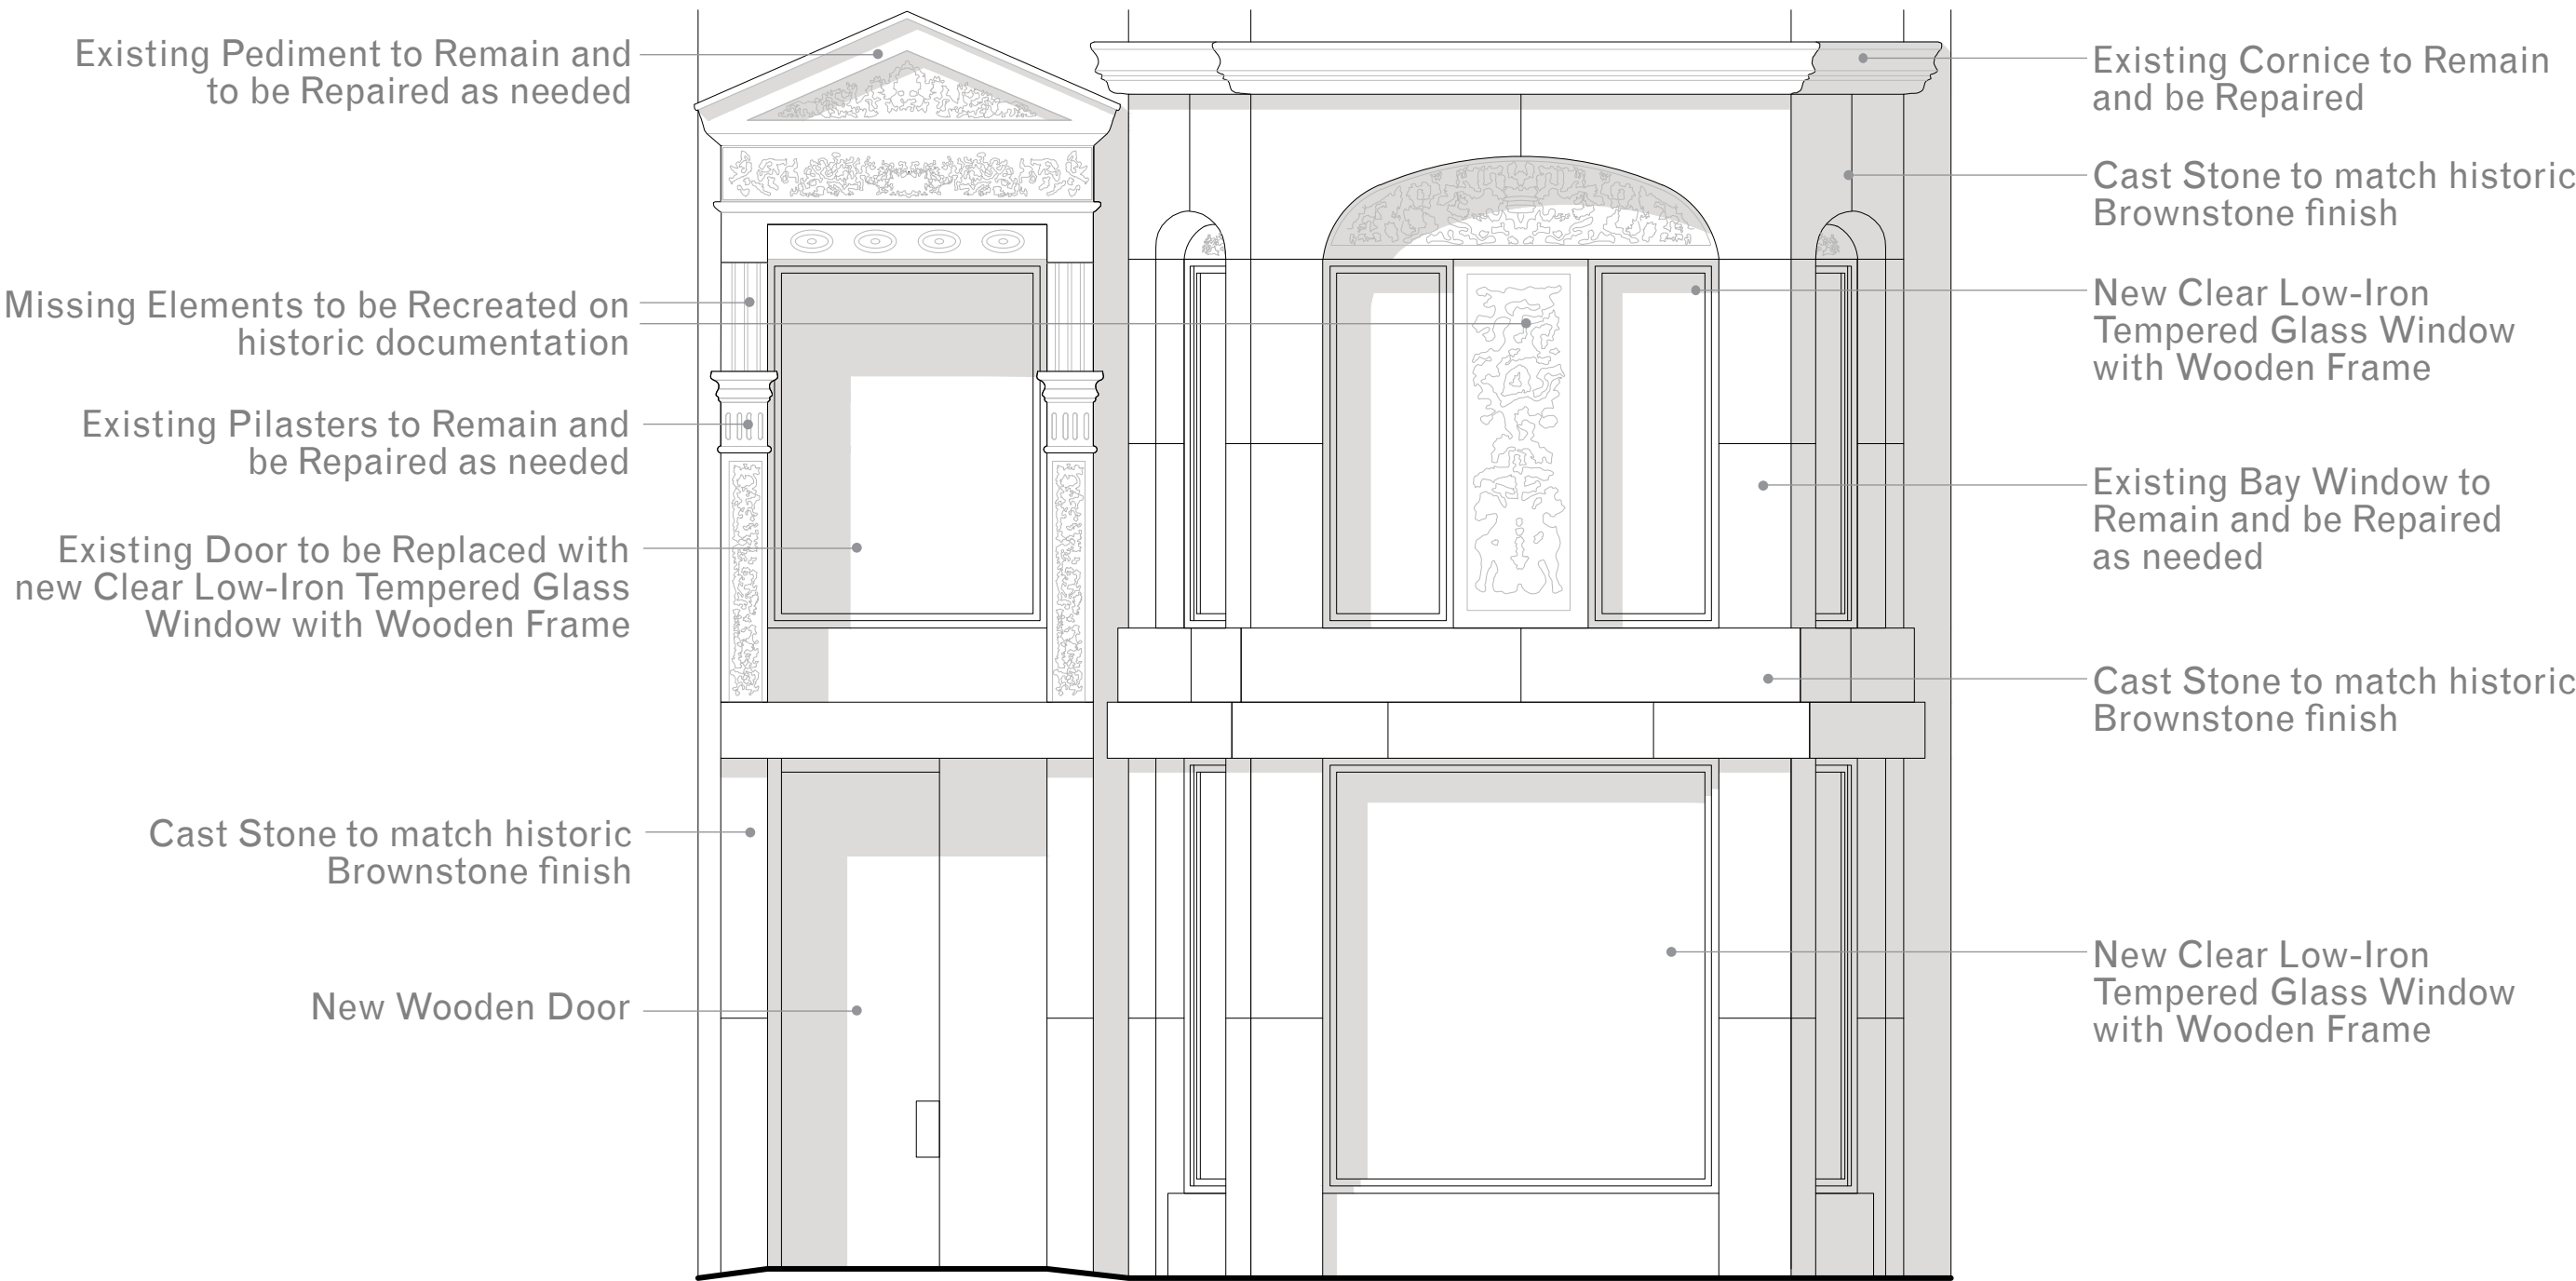 Existing Pediment to Remain and
to be Repaired as needed
Missing Elements to be Recreated on
historic documentation
Existing Pilasters to Remain and
be Repaired as needed
Existing Door to be Replaced with
new Clear Low-Iron Tempered Glass
Window with Wooden Frame
Cast Stone to match historic
Brownstone finish
New Wooden Door
Existing Cornice to Remain
and be Repaired
Cast Stone to match historic
Brownstone finish
New Clear Low-Iron
Tempered Glass Window
with Wooden Frame
Existing Bay Window to
Remain and be Repaired
as needed
Cast Stone to match historic
Brownstone finish
New Clear Low-Iron
Tempered Glass Window
with Wooden Frame